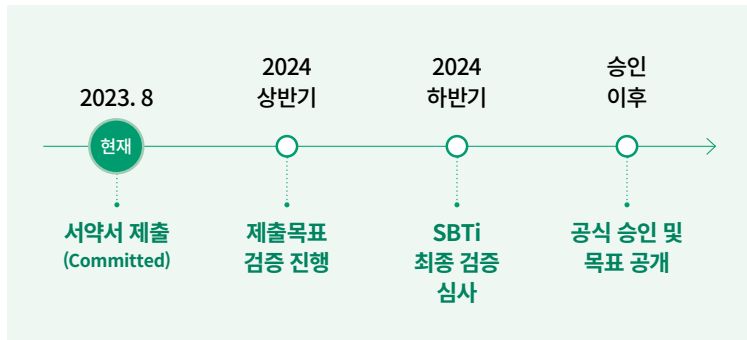 2023. 8
현재
서약서 제출
(Committed)
2024
상반기
제출목표
검증 진행
2024
하반기
SBTi
최종 검증
심사
승인
이후
공식 승인 및
목표 공개